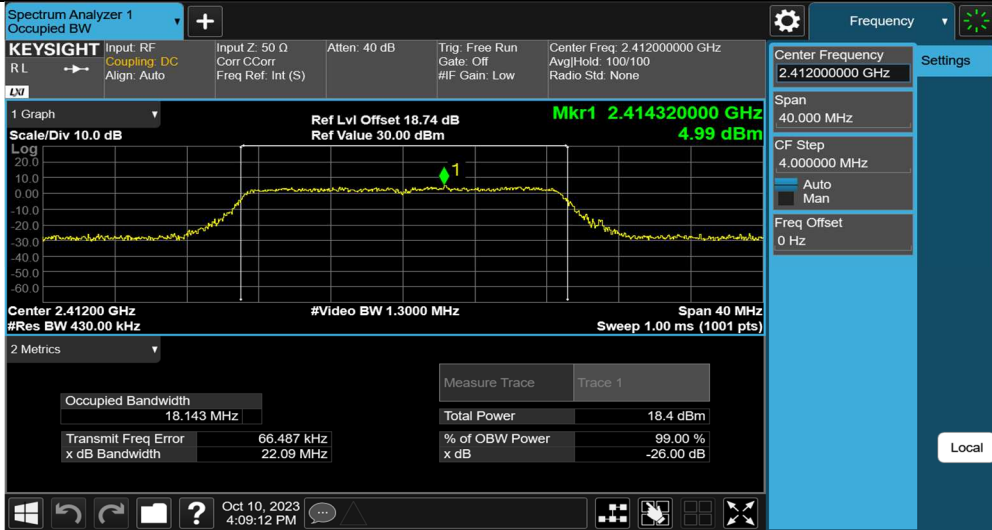 Spectrum Analyzer 1
Occupied BW
+
Frequency
KEYSIGHT
RL
LXI
Input: RF
Coupling: DC
Align: Auto
Input Z: 50 Ω
Corr CCorr
Freq Ref: Int (S)
Atten: 40 dB
Trig: Free Run
Gate: Off
#IF Gain: Low
Center Freq: 2.412000000 GHz
Avg|Hold: 100/100
Radio Std: None
Center Frequency
2.412000000 GHz
Settings
Span
40.000 MHz
CF Step
4.000000 MHz
Auto
Man
Freq Offset
0 Hz
Local
1 Graph
Scale/Div 10.0 dB
Ref Lvl Offset 18.74 dB
Ref Value 30.00 dBm
Mkr1 2.414320000 GHz
4.99 dBm
Log
20.0
10.0
0.00
-10.0
-20.0
-30.0
-40.0
-50.0
-60.0
1
Center 2.41200 GHz
#Res BW 430.00 kHz
#Video BW 1.3000 MHz
Span 40 MHz
Sweep 1.00 ms (1001 pts)
2 Metrics
Measure Trace Trace 1
Occupied Bandwidth
18.143 MHz
Total Power 18.4 dBm
Transmit Freq Error 66.487 kHz
% of OBW Power 99.00 %
x dB Bandwidth 22.09 MHz
x dB -26.00 dB
?
Oct 10, 2023
4:09:12 PM